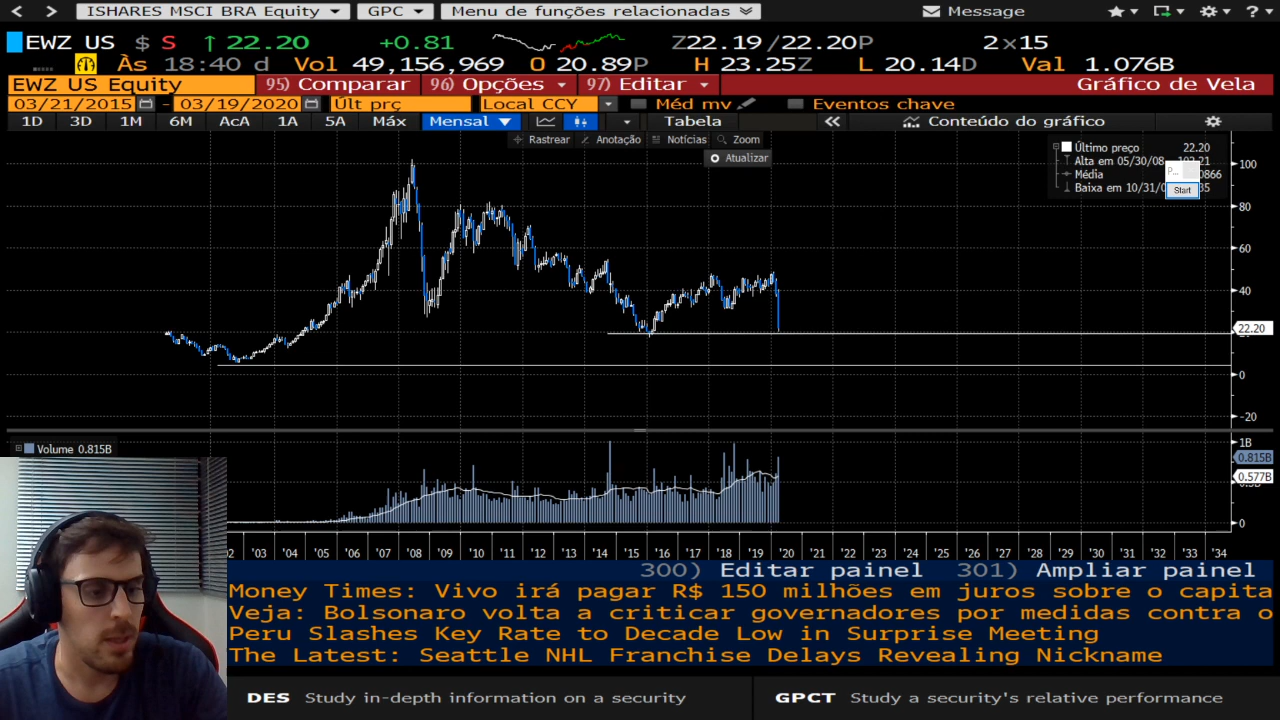 < > ISHARES MSCI BRA Equity GPC Menu de funções relacionadas Message
EWZ US $ S ↑ 22.20 +0.81 Z22.19/22.20P 2×15
Às 18:40 d Vol 49,156,969 O 20.89P H 23.25Z L 20.14D Val 1.076B
EWZ US Equity 95) Comparar 96) Opções 97) Editar Gráfico de Vela
03/21/2015 - 03/19/2020 Últ prç Local CCY Méd mv Eventos chave
1D 3D 1M 6M AcA 1A 5A Máx Mensal ▼ Tabela « Conteúdo do gráfico
Rastrear Anotação Notícias Zoom
Atualizar
Último preço 22.20
Alta em 05/30/08
Média
Baixa em 10/31/0
P...
Start
100
80
60
40
22.20
0
-20
Volume 0.815B
1B
0.815B
0.577B
0
'03 '04 '05 '06 '07 '08 '09 '10 '11 '12 '13 '14 '15 '16 '17 '18 '19 '20 '21 '22 '23 '24 '25 '26 '27 '28 '29 '30 '31 '32 '33 '34
300) Editar painel 301) Ampliar painel
Money Times: Vivo irá pagar R$ 150 milhões em juros sobre o capita
Veja: Bolsonaro volta a criticar governadores por medidas contra o
Peru Slashes Key Rate to Decade Low in Surprise Meeting
The Latest: Seattle NHL Franchise Delays Revealing Nickname
DES Study in-depth information on a security GPCT Study a security's relative performance